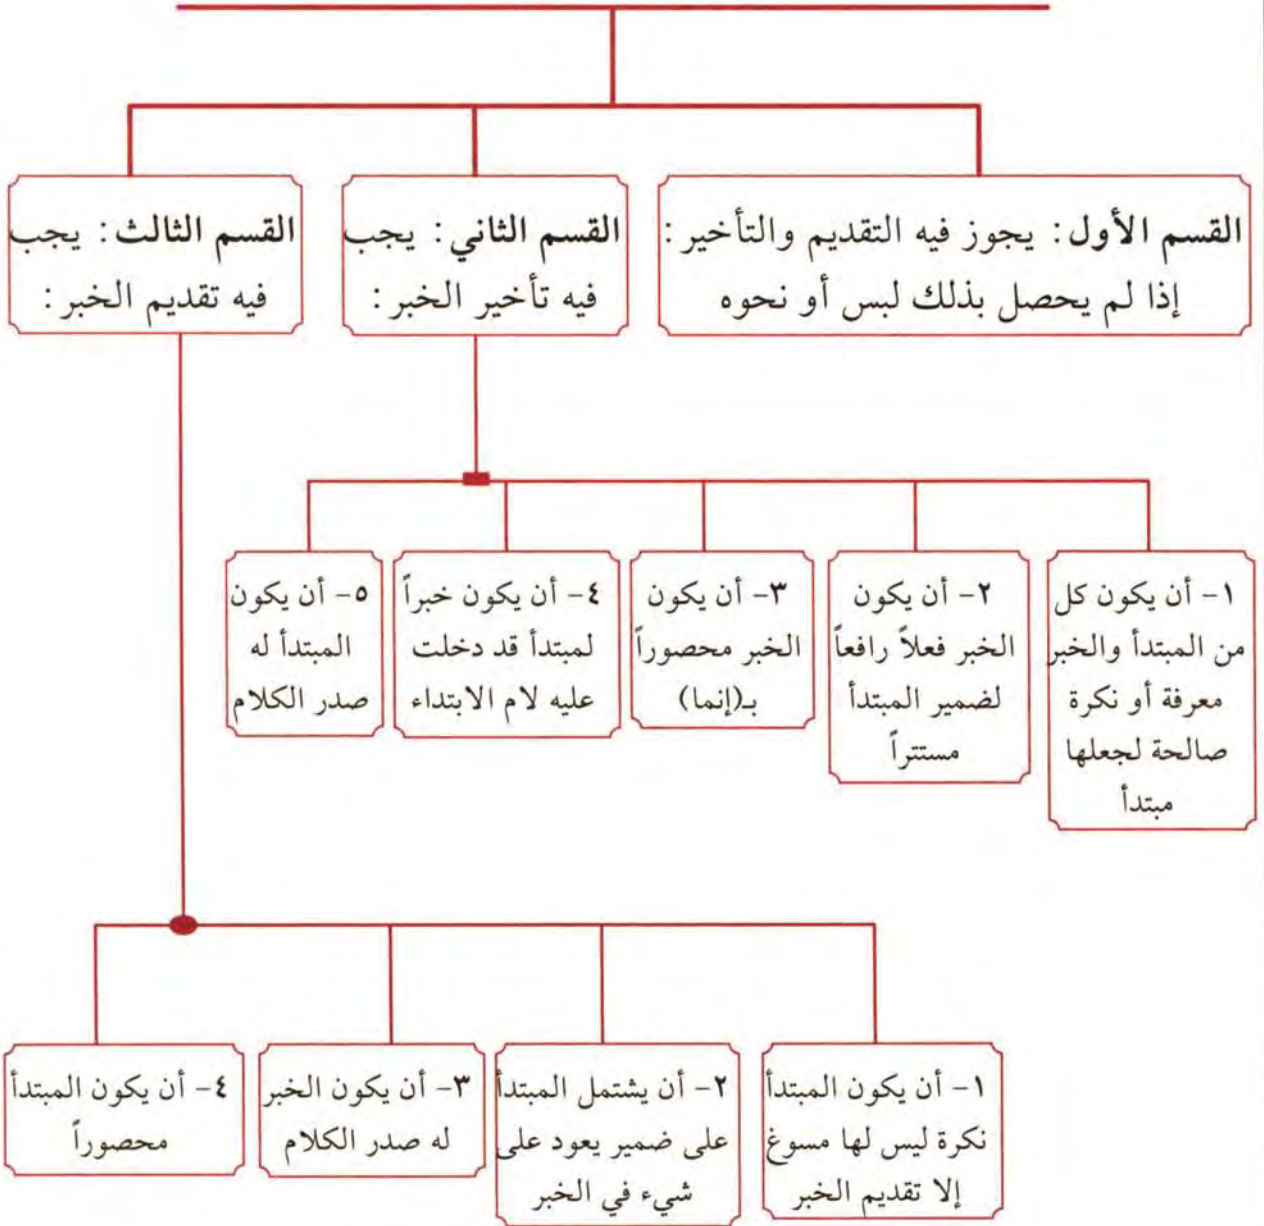 القسم الأول: يجوز فيه التقديم والتأخير:
إذا لم يحصل بذلك لبس أو نحوه
القسم الثاني: يجب
فيه تأخير الخبر:
القسم الثالث: يجب
فيه تقديم الخبر:
١- أن يكون كل
من المبتدأ والخبر
معرفة أو نكرة
صالحة لجعلها
مبتدأ
٢- أن يكون
الخبر فعلاً رافعاً
لضمير المبتدأ
مستتراً
٣- أن يكون
الخبر محصوراً
بـ(إنما)
٤- أن يكون خبراً
لمبتدأ قد دخلت
عليه لام الابتداء
٥- أن يكون
المبتدأ له
صدر الكلام
١- أن يكون المبتدأ
نكرة ليس لها مسوغ
إلا تقديم الخبر
٢- أن يشتمل المبتدأ
على ضمير يعود على
شيء في الخبر
٣- أن يكون الخبر
له صدر الكلام
٤- أن يكون المبتدأ
محصوراً